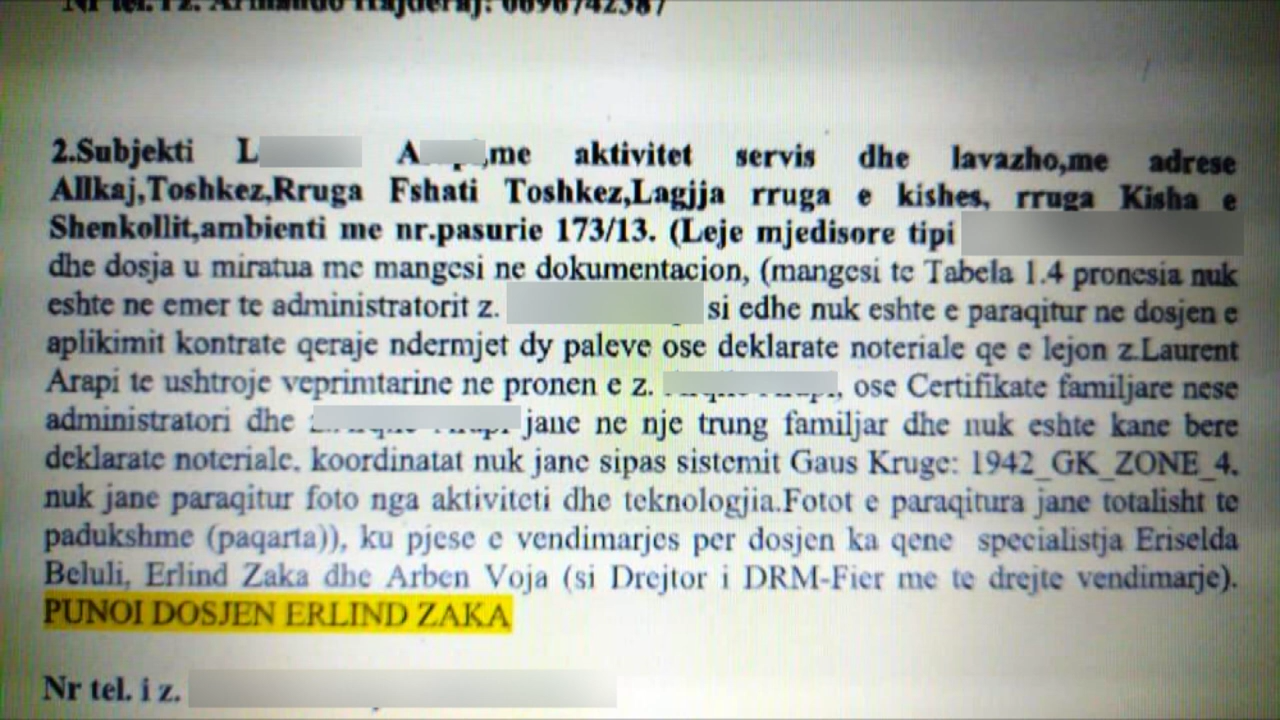 Nr tel. i z. Armando Hajderaj: 0696742387
2.Subjekti L A ,me aktivitet servis dhe lavazho,me adrese
Allkaj,Toshkez,Rruga Fshati Toshkez,Lagjja rruga e kishes, rruga Kisha e
Shenkollit,ambienti me nr.pasurie 173/13. (Leje mjedisore tipi
dhe dosja u miratua me mangesi ne dokumentacion, (mangesi te Tabela 1.4 pronesia nuk
eshte ne emer te administratorit z. si edhe nuk eshte e paraqitur ne dosjen e
aplikimit kontrate qeraje ndermjet dy paleve ose deklarate noteriale qe e lejon z.Laurent
Arapi te ushtroje veprimtarine ne pronen e z. , ose Certifikate familjare nese
administratori dhe jane ne nje trung familjar dhe nuk eshte kane bere
deklarate noteriale, koordinatat nuk jane sipas sistemit Gaus Kruge: 1942_GK_ZONE_4,
nuk jane paraqitur foto nga aktiviteti dhe teknologjia.Fotot e paraqitura jane totalisht te
padukshme (paqarta)), ku pjese e vendimarjes per dosjen ka qene specialistja Eriselda
Beluli, Erlind Zaka dhe Arben Voja (si Drejtor i DRM-Fier me te drejte vendimarje).
PUNOI DOSJEN ERLIND ZAKA
Nr tel. i z.